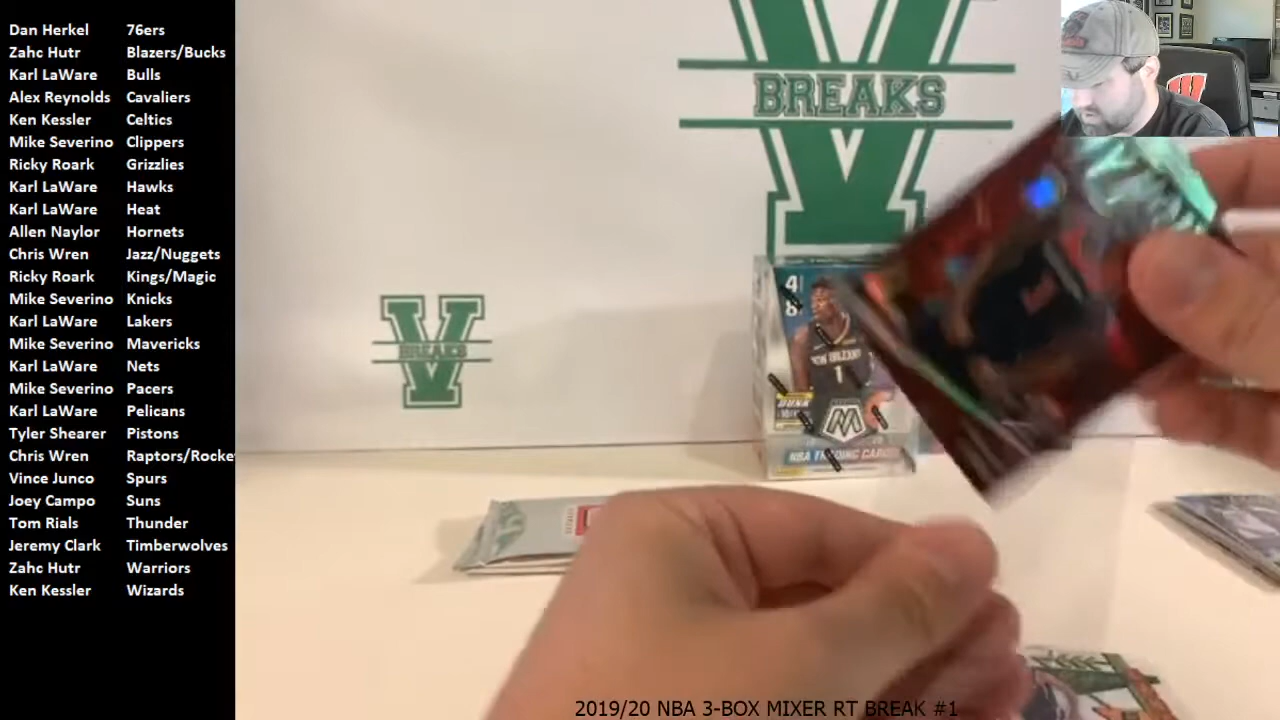 Dan Herkel 76ers
Zahc Hutr Blazers/Bucks
Karl LaWare Bulls
Alex Reynolds Cavaliers
Ken Kessler Celtics
Mike Severino Clippers
Ricky Roark Grizzlies
Karl LaWare Hawks
Karl LaWare Heat
Allen Naylor Hornets
Chris Wren Jazz/Nuggets
Ricky Roark Kings/Magic
Mike Severino Knicks
Karl LaWare Lakers
Mike Severino Mavericks
Karl LaWare Nets
Mike Severino Pacers
Karl LaWare Pelicans
Tyler Shearer Pistons
Chris Wren Raptors/Rocke
Vince Junco Spurs
Joey Campo Suns
Tom Rials Thunder
Jeremy Clark Timberwolves
Zahc Hutr Warriors
Ken Kessler Wizards
V
BREAKS
V
BREAKS
4
8
NEW ORLEANS
1
M
NBA TRADING CARDS
W
2019/20 NBA 3-BOX MIXER RT BREAK #1